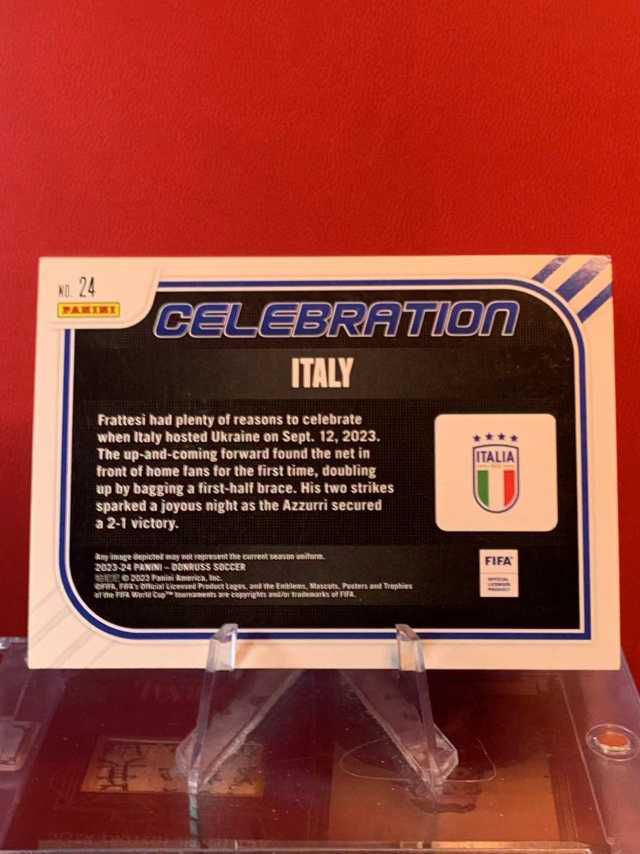 NO. 24
PANINI
CELEBRATION
ITALY
Frattesi had plenty of reasons to celebrate
when Italy hosted Ukraine on Sept. 12, 2023.
The up-and-coming forward found the net in
front of home fans for the first time, doubling
up by bagging a first-half brace. His two strikes
sparked a joyous night as the Azzurri secured
a 2-1 victory.
ITALIA
Any image depicted may not represent the current season uniform.
2023-24 PANINI – DONRUSS SOCCER
© 2023 Panini America, Inc.
©FIFA, FIFA's Official Licensed Product Logos, and the Emblems, Mascots, Posters and Trophies
of the FIFA World Cup™ tournaments are copyrights and/or trademarks of FIFA.
FIFA
OFFICIAL
LICENSED
PRODUCT